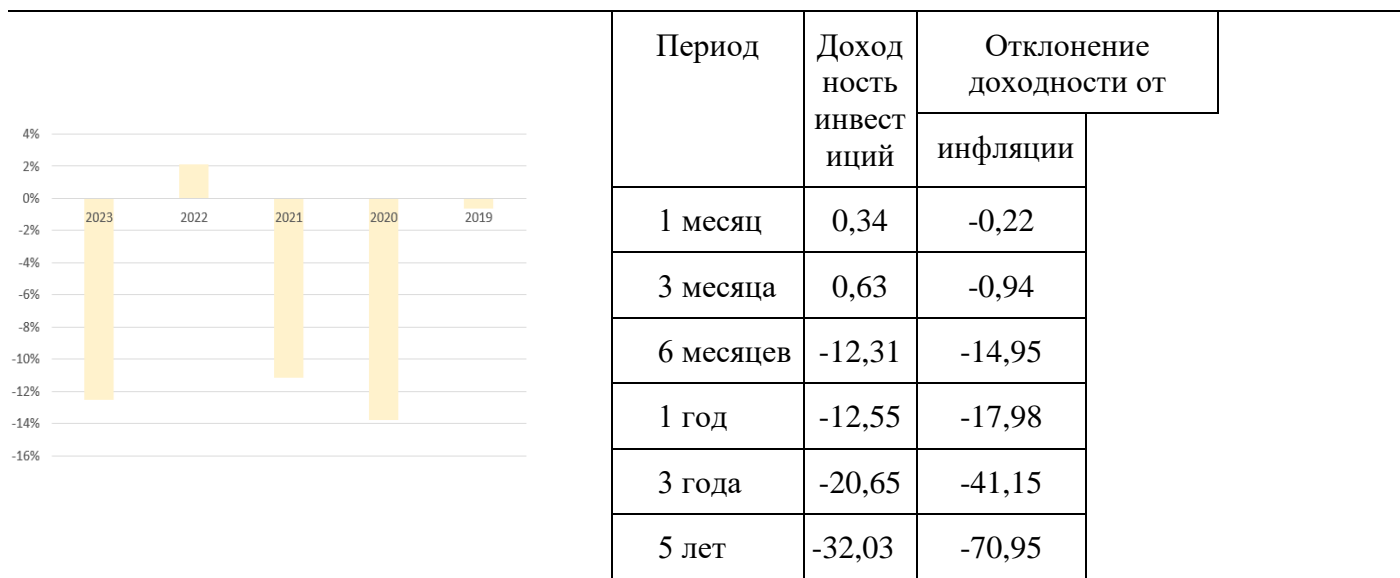 4%
2%
0%
2023 2022 2021 2020 2019
-2%
-4%
-6%
-8%
-10%
-12%
-14%
-16%
Период
Доход
ность
инвест
иций
Отклонение
доходности от
инфляции
1 месяц 0,34 -0,22
3 месяца 0,63 -0,94
6 месяцев -12,31 -14,95
1 год -12,55 -17,98
3 года -20,65 -41,15
5 лет -32,03 -70,95